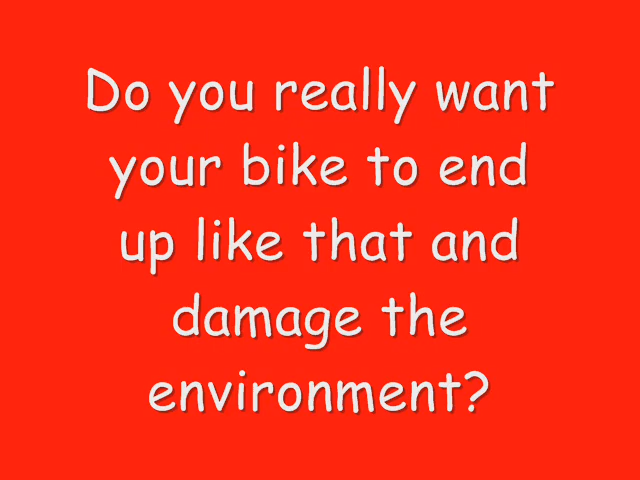 Do you really want
your bike to end
up like that and
damage the
environment?